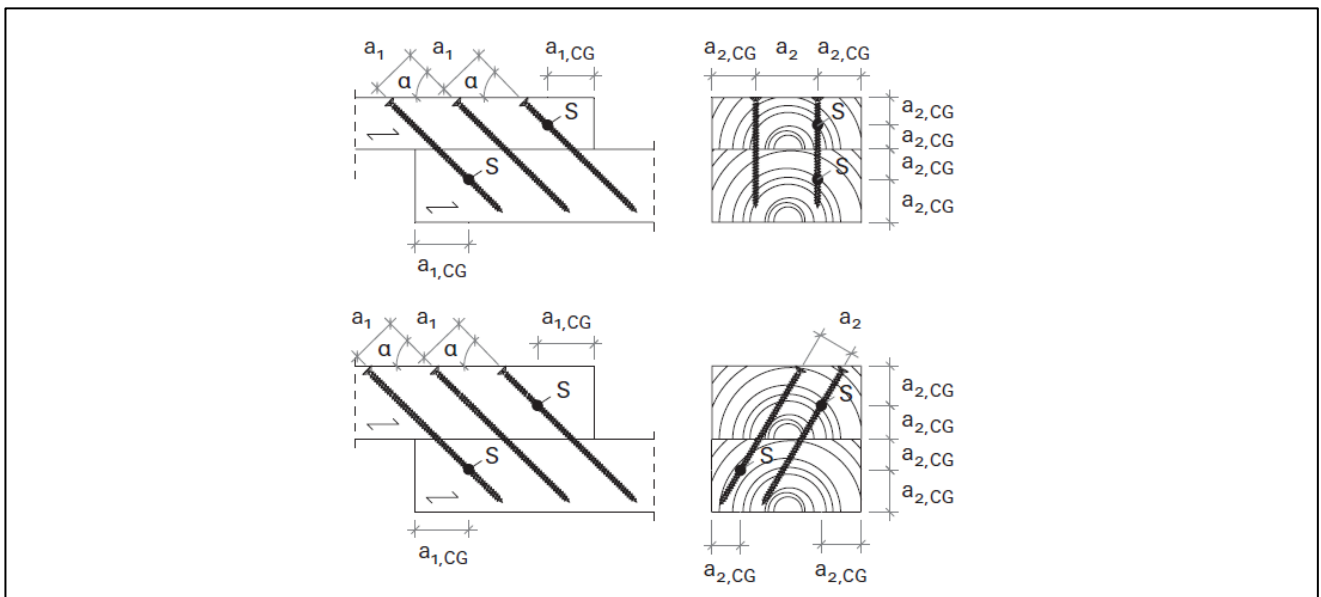 a₁ a₁ a₁,CG
α α
S
S
a₁,CG
a₂,CG a₂ a₂,CG
S
S
a₂,CG
a₂,CG
a₂,CG
a₂,CG
a₁ a₁ a₁,CG
α α
S
S
a₁,CG
a₂
S
S
a₂,CG
a₂,CG
a₂,CG
a₂,CG
a₂,CG a₂,CG